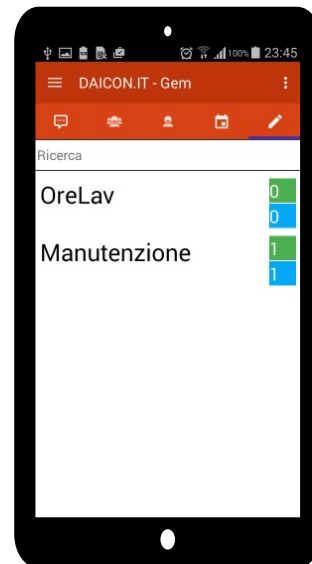 100% 23:45
DAICON.IT - Gem
Ricerca
OreLav
0
0
Manutenzione
1
1